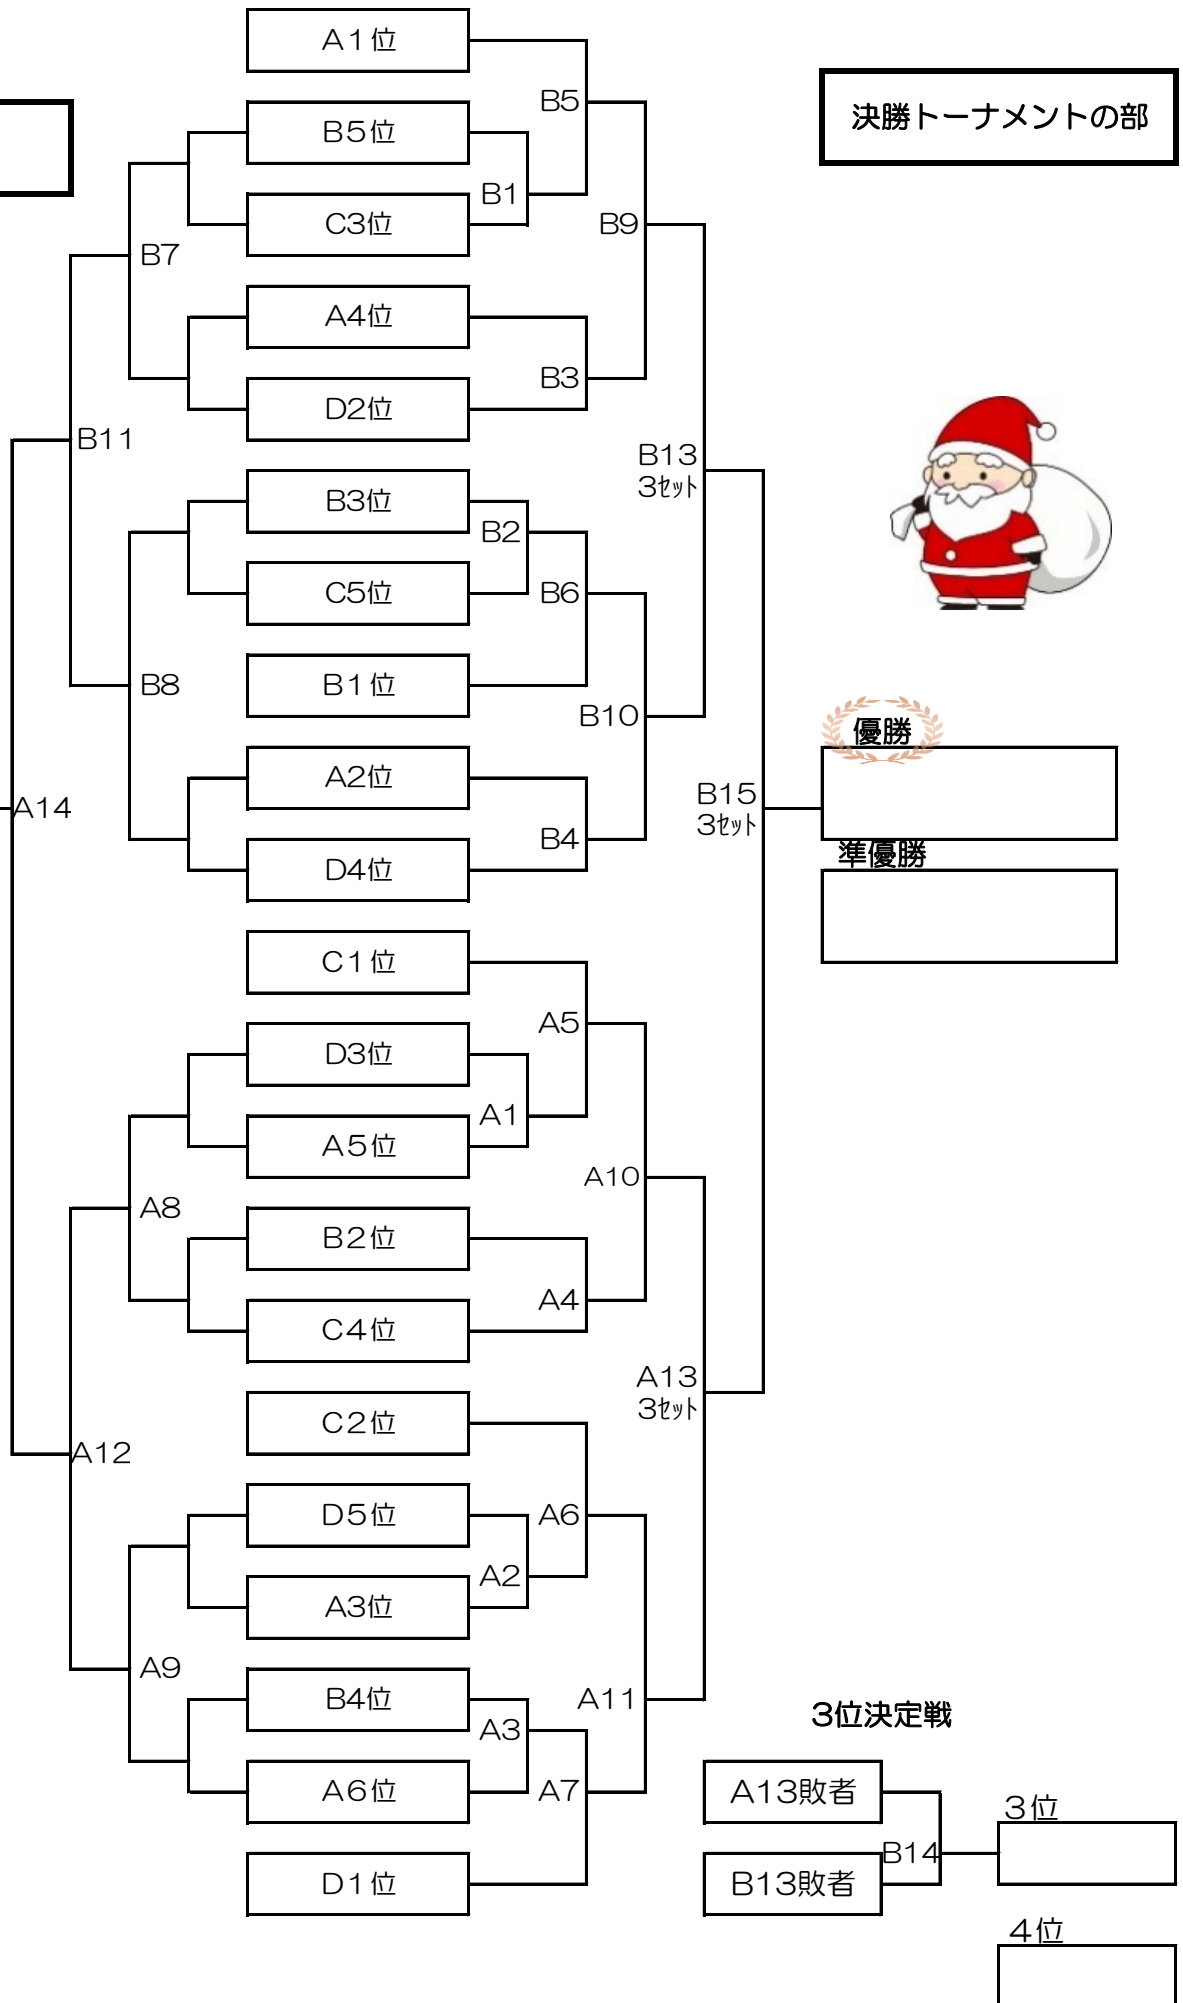 A1位
B5
決勝トーナメントの部
B5位
B1
C3位
B9
B7
A4位
B3
D2位
B11
B13
3ｾｯﾄ
B3位
B2
C5位
B6
B1位
B8
B10
優勝
A2位
B15
3ｾｯﾄ
A14
B4
準優勝
D4位
C1位
A5
D3位
A1
A5位
A10
A8
B2位
A4
C4位
A13
3ｾｯﾄ
C2位
A12
D5位
A6
A2
A3位
A9
B4位
A11
3位決定戦
A3
A6位
A7
A13敗者
3位
B14
D1位
B13敗者
4位